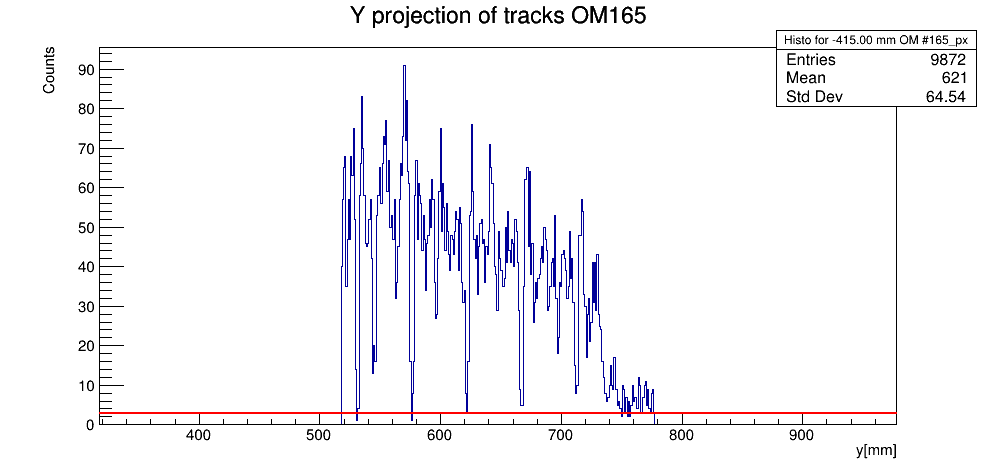 Y projection of tracks OM165
Histo for -415.00 mm OM #165_px
Entries 9872
Mean 621
Std Dev 64.54
Counts
90
80
70
60
50
40
30
20
10
0
400 500 600 700 800 900
y[mm]